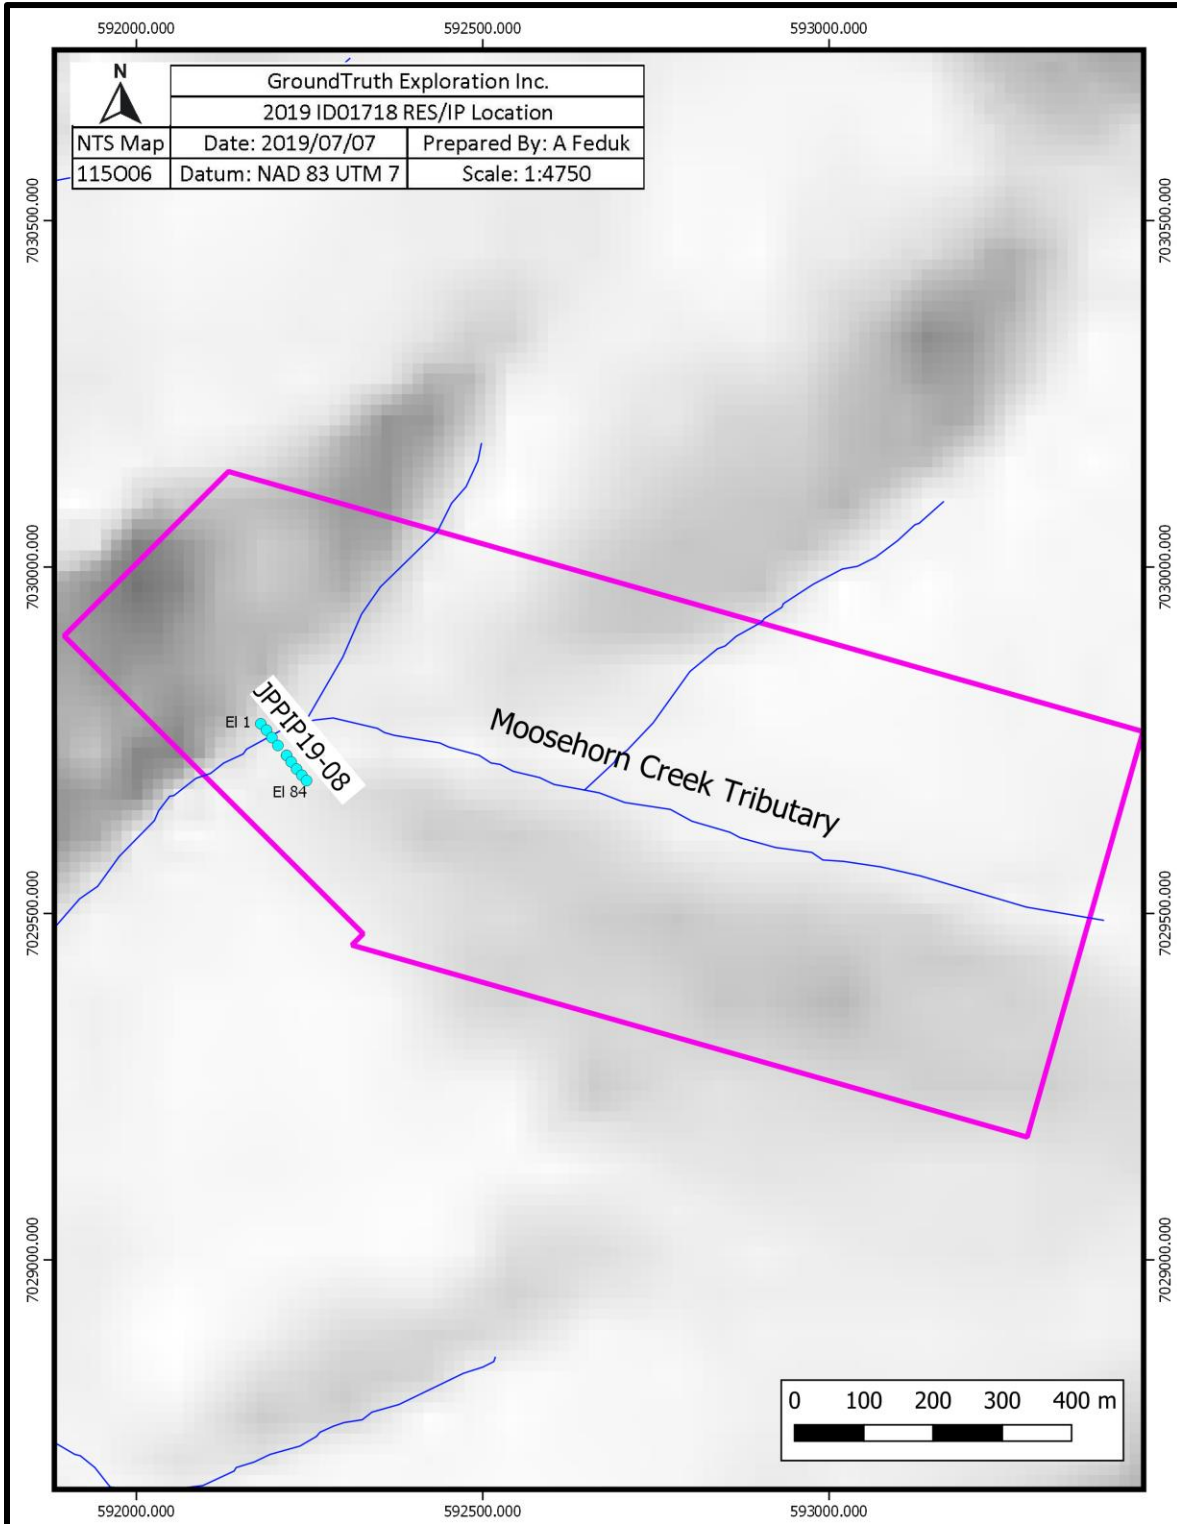 592000.000 592500.000 593000.000
N
GroundTruth Exploration Inc.
2019 ID01718 RES/IP Location
NTS Map Date: 2019/07/07 Prepared By: A Feduk
115O06 Datum: NAD 83 UTM 7 Scale: 1:4750
7030500.000 7030500.000
7030000.000 7030000.000
JPPIP19-08
El 1
El 84
Moosehorn Creek Tributary
7029500.000 7029500.000
7029000.000 7029000.000
0 100 200 300 400 m
592000.000 592500.000 593000.000